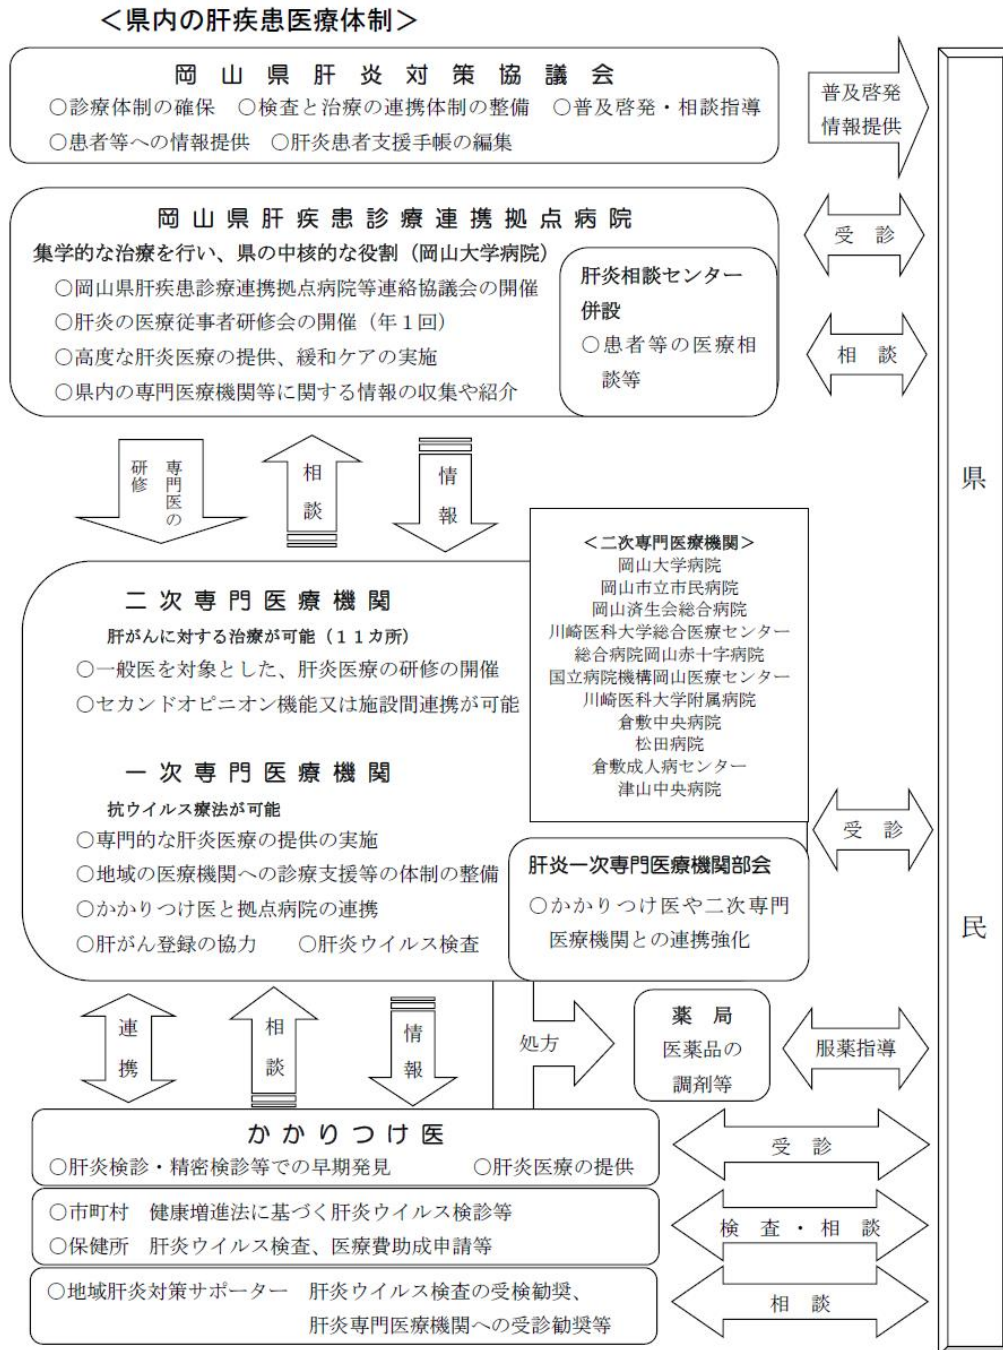 ＜県内の肝疾患医療体制＞
岡山県肝炎対策協議会
○診療体制の確保　○検査と治療の連携体制の整備　○普及啓発・相談指導
○患者等への情報提供　○肝炎患者支援手帳の編集
普及啓発
情報提供
岡山県肝疾患診療連携拠点病院
集学的な治療を行い、県の中核的な役割（岡山大学病院）
○岡山県肝疾患診療連携拠点病院等連絡協議会の開催
○肝炎の医療従事者研修会の開催（年１回）
○高度な肝炎医療の提供、緩和ケアの実施
○県内の専門医療機関等に関する情報の収集や紹介
肝炎相談センター
併設
○患者等の医療相
談等
受　診
相　談
県　民
専門医の
研修
相談
情報
二次専門医療機関
肝がんに対する治療が可能（１１カ所）
○一般医を対象とした、肝炎医療の研修の開催
○セカンドオピニオン機能又は施設間連携が可能
＜二次専門医療機関＞
岡山大学病院
岡山市立市民病院
岡山済生会総合病院
川崎医科大学総合医療センター
総合病院岡山赤十字病院
国立病院機構岡山医療センター
川崎医科大学附属病院
倉敷中央病院
松田病院
倉敷成人病センター
津山中央病院
一次専門医療機関
抗ウイルス療法が可能
○専門的な肝炎医療の提供の実施
○地域の医療機関への診療支援等の体制の整備
○かかりつけ医と拠点病院の連携
○肝がん登録の協力　○肝炎ウイルス検査
肝炎一次専門医療機関部会
○かかりつけ医や二次専門
医療機関との連携強化
受　診
連携
相談
情報
処方
薬　局
医薬品の
調剤等
服薬指導
かかりつけ医
○肝炎検診・精密検診等での早期発見　○肝炎医療の提供
受　診
○市町村　健康増進法に基づく肝炎ウイルス検診等
○保健所　肝炎ウイルス検査、医療費助成申請等
検　査・相　談
○地域肝炎対策サポーター　肝炎ウイルス検査の受検勧奨、
肝炎専門医療機関への受診勧奨等
相　談